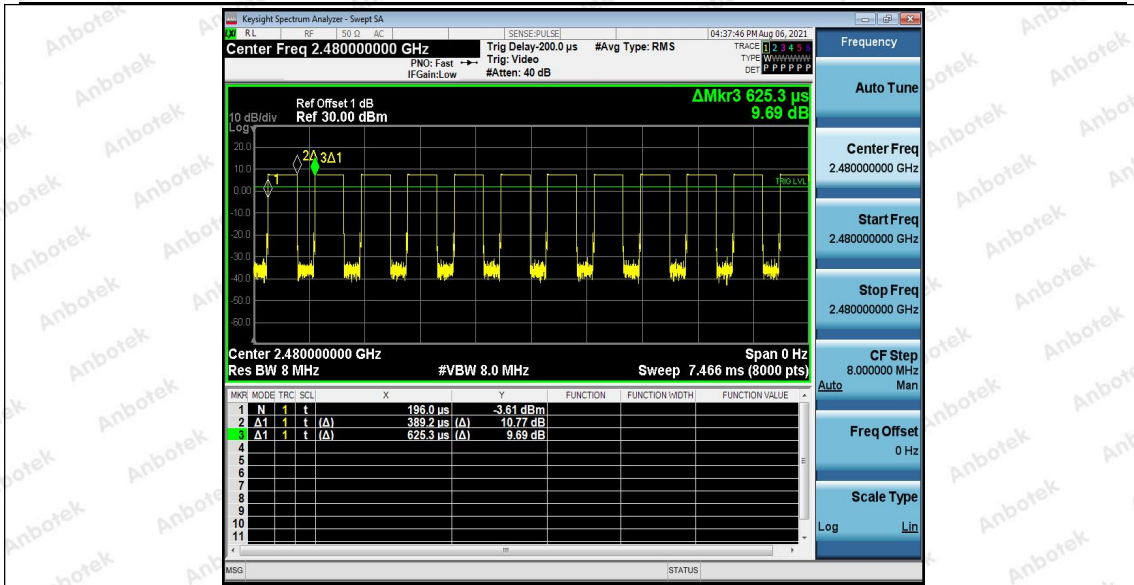 Keysight Spectrum Analyzer - Swept SA
LXI RL RF 50 Ω AC SENSE:PULSE 04:37:46 PM Aug 06, 2021
Center Freq 2.480000000 GHz
PNO: Fast
IFGain:Low
Trig Delay-200.0 µs
Trig: Video
#Atten: 40 dB
#Avg Type: RMS
TRACE 1 2 3 4 5 6
TYPE WWWWWW
DET P P P P P P
ΔMkr3 625.3 µs
9.69 dB
Ref Offset 1 dB
10 dB/div Ref 30.00 dBm
Log
20.0
10.0
0.00
-10.0
-20.0
-30.0
-40.0
-50.0
-60.0
1
2Δ 3Δ1
TRIG LVL
Center 2.480000000 GHz Span 0 Hz
Res BW 8 MHz #VBW 8.0 MHz Sweep 7.466 ms (8000 pts)
MKR MODE TRC SCL X Y FUNCTION FUNCTION WIDTH FUNCTION VALUE
1 N 1 t 196.0 µs -3.61 dBm
2 Δ1 1 t (Δ) 389.2 µs (Δ) 10.77 dB
3 Δ1 1 t (Δ) 625.3 µs (Δ) 9.69 dB
4
5
6
7
8
9
10
11
MSG STATUS
Frequency
Auto Tune
Center Freq
2.480000000 GHz
Start Freq
2.480000000 GHz
Stop Freq
2.480000000 GHz
CF Step
8.000000 MHz
Auto Man
Freq Offset
0 Hz
Scale Type
Log Lin
Anbotek